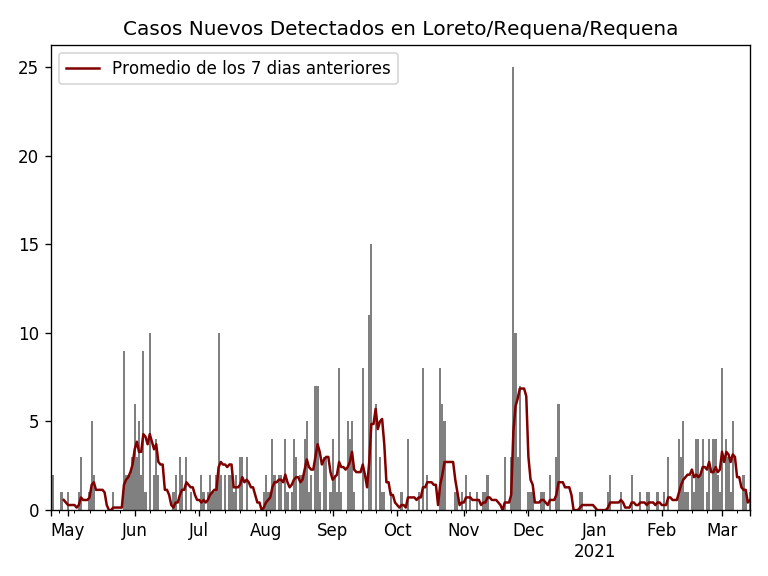 Casos Nuevos Detectados en Loreto/Requena/Requena
Promedio de los 7 dias anteriores
25
20
15
10
5
0
May Jun Jul Aug Sep Oct Nov Dec Jan Feb Mar
2021